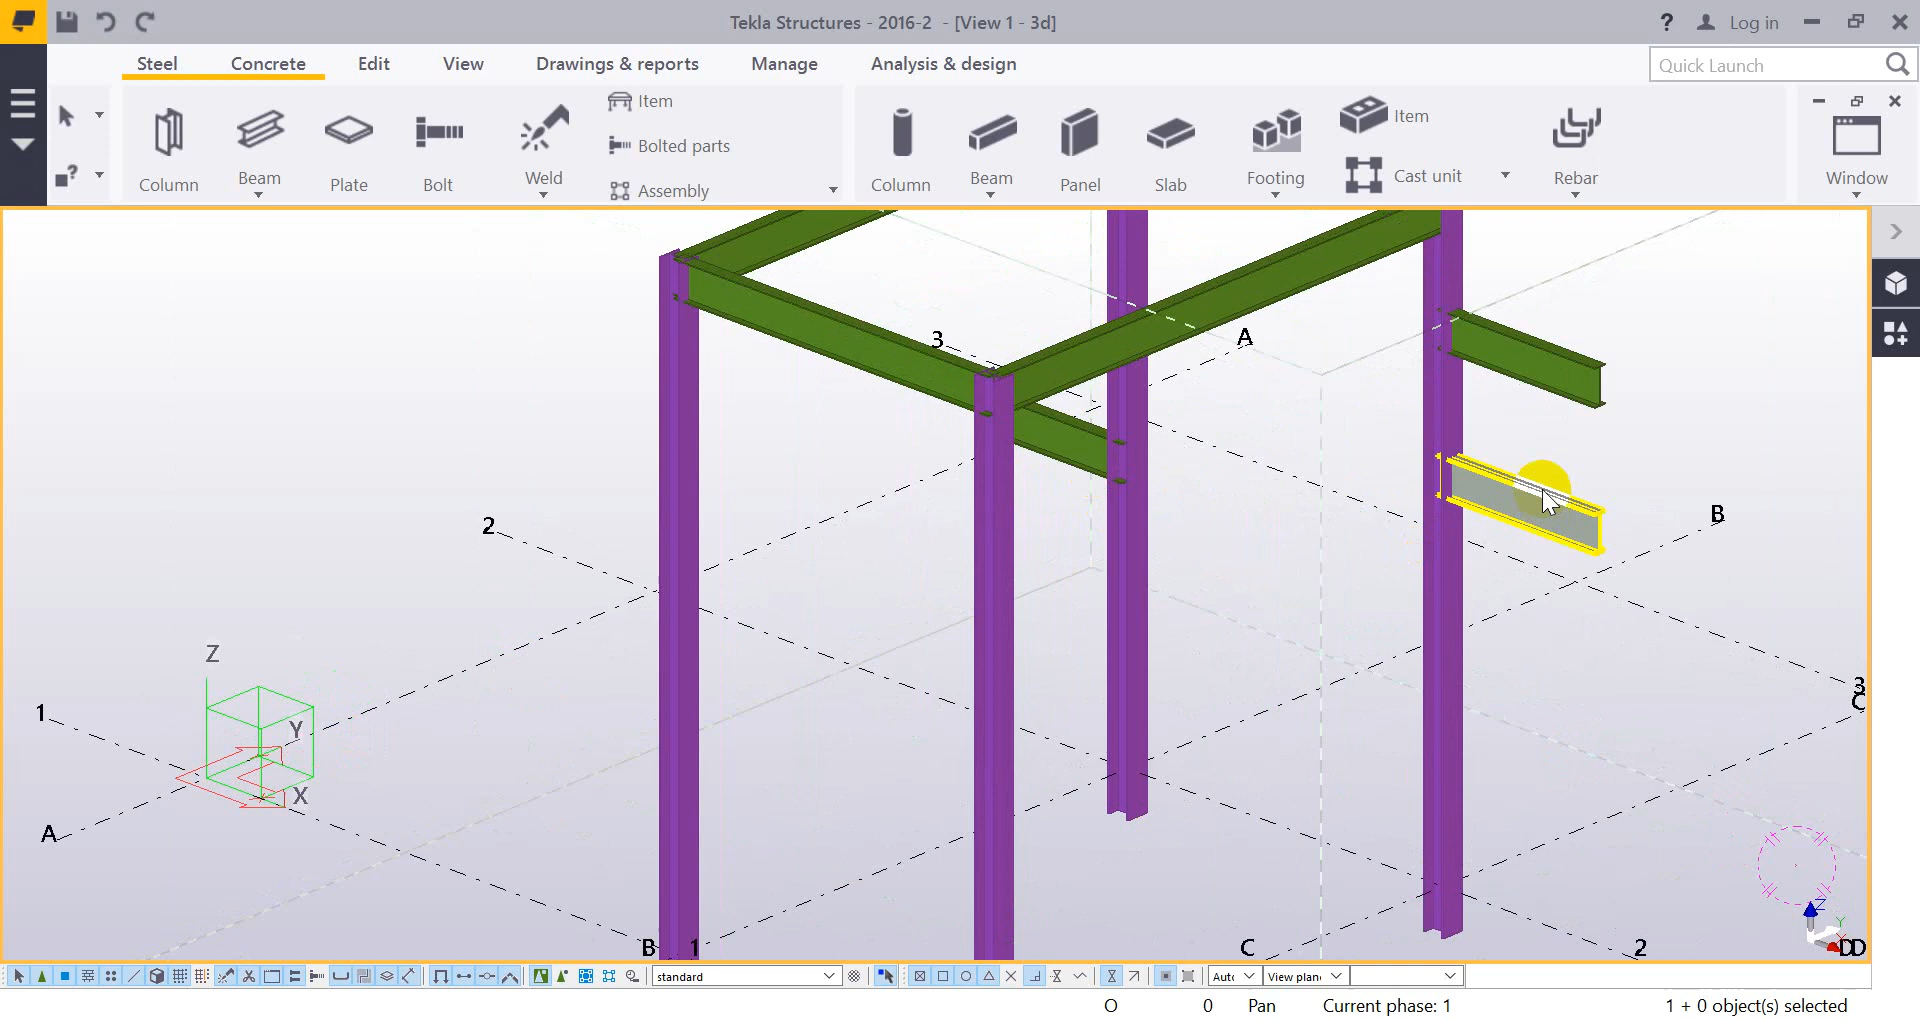 Tekla Structures - 2016-2 - [View 1 - 3d]
? Log in
Steel Concrete Edit View Drawings & reports Manage Analysis & design
Quick Launch
Item
Bolted parts
Assembly
Column Beam Plate Bolt Weld
Column Beam Panel Slab Footing
Item
Cast unit
Rebar
Window
3
A
2
B
Z
1
Y
X
A
3
C
B 1
C
2
Z
Y
X
DD
standard
View plan
O 0 Pan Current phase: 1 1 + 0 object(s) selected